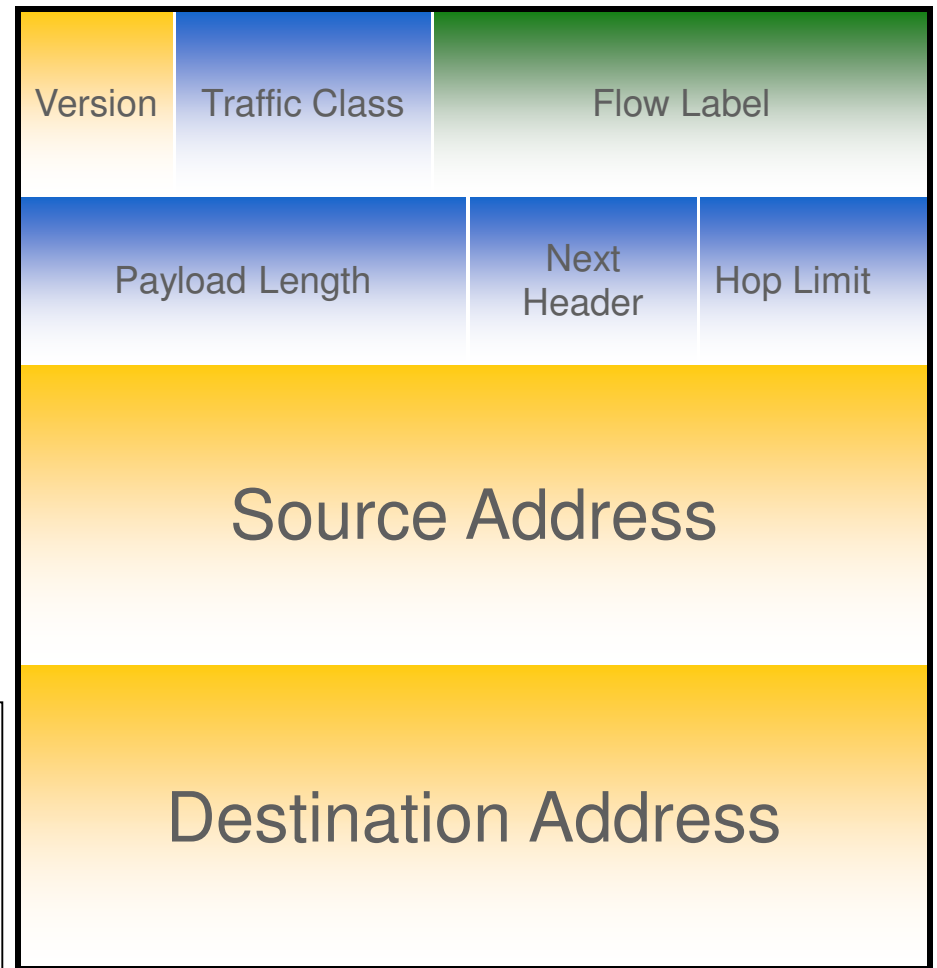 Version
Traffic Class
Flow Label
Payload Length
Next
Header
Hop Limit
Source Address
Destination Address